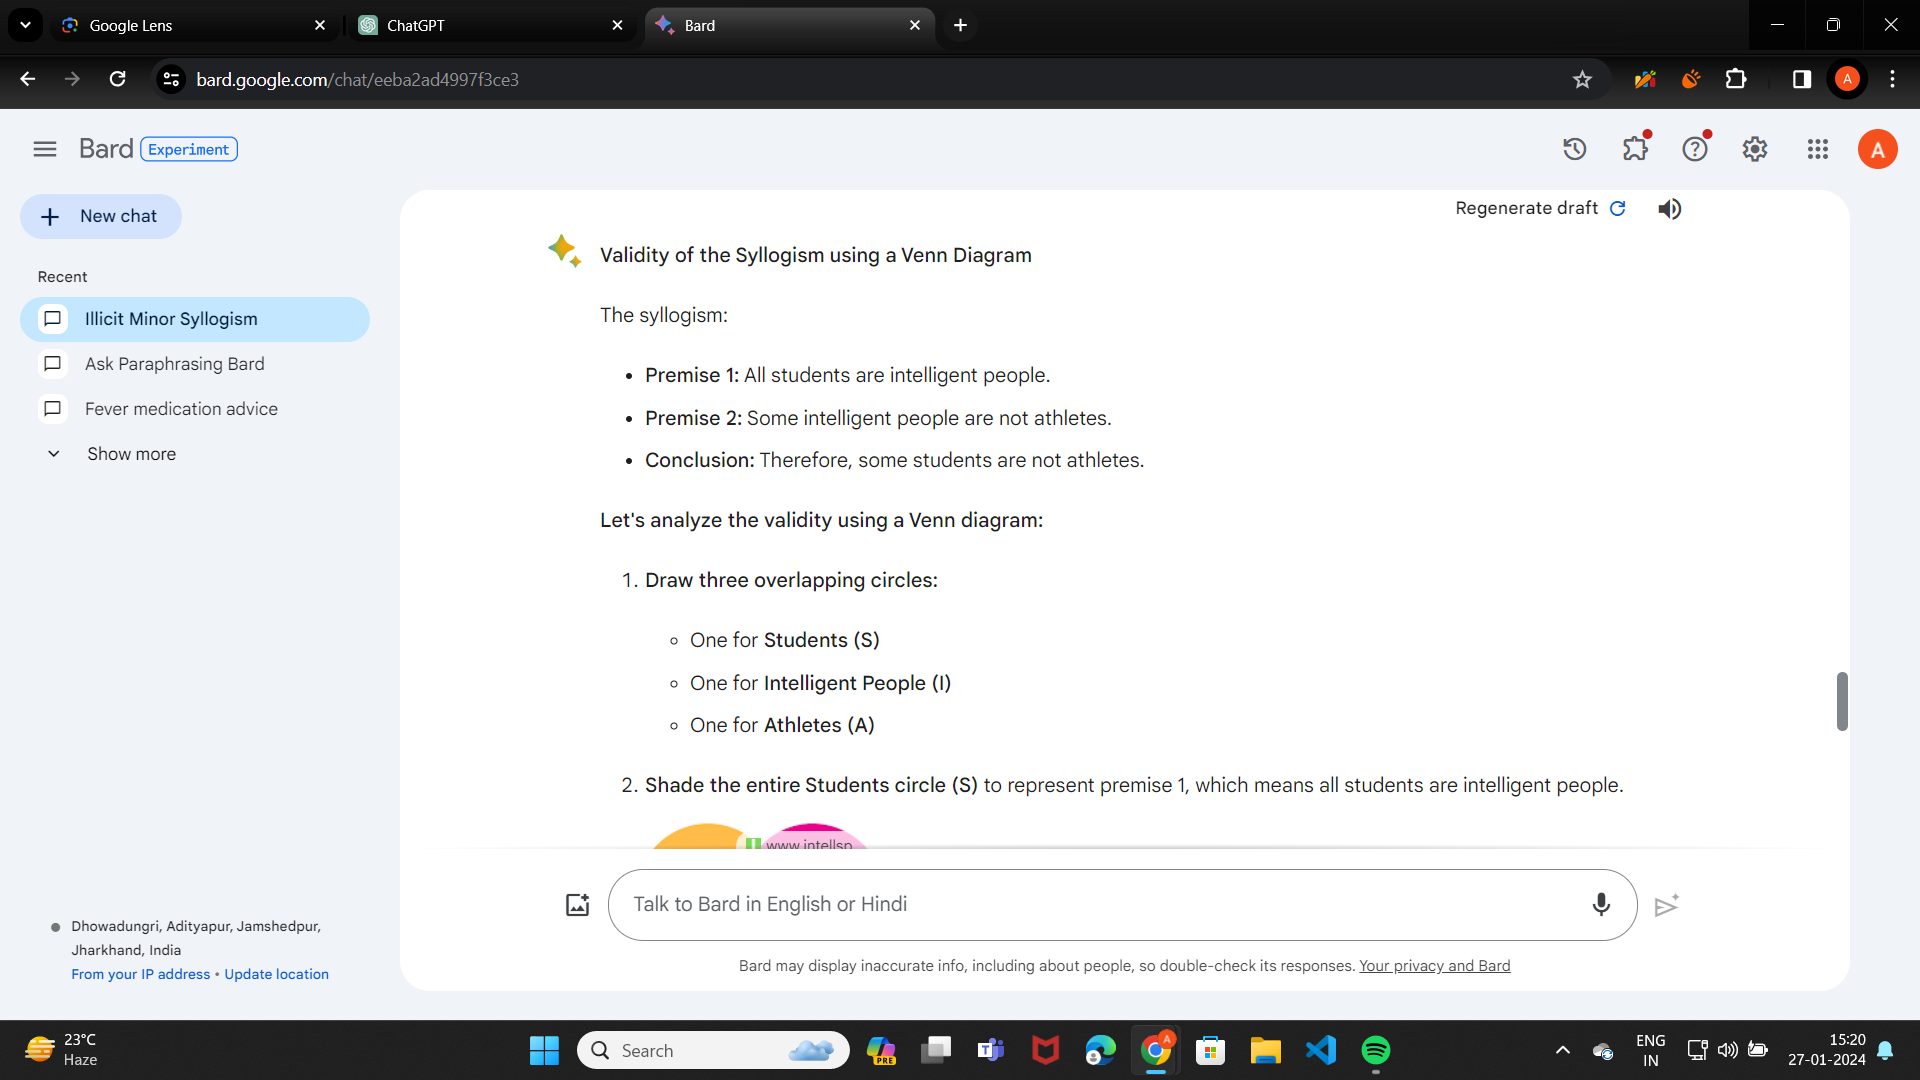 Google Lens
ChatGPT
Bard
bard.google.com/chat/eeba2ad4997f3ce3
A
Bard Experiment
A
New chat
Regenerate draft
Recent
Illicit Minor Syllogism
Ask Paraphrasing Bard
Fever medication advice
Show more
Validity of the Syllogism using a Venn Diagram
The syllogism:
• Premise 1: All students are intelligent people.
• Premise 2: Some intelligent people are not athletes.
• Conclusion: Therefore, some students are not athletes.
Let's analyze the validity using a Venn diagram:
1. Draw three overlapping circles:
One for Students (S)
One for Intelligent People (I)
One for Athletes (A)
2. Shade the entire Students circle (S) to represent premise 1, which means all students are intelligent people.
www.intellsp
Talk to Bard in English or Hindi
Bard may display inaccurate info, including about people, so double-check its responses. Your privacy and Bard
Dhowadungri, Adityapur, Jamshedpur,
Jharkhand, India
From your IP address • Update location
23°C
Haze
Search
PRE
A
ENG
IN
15:20
27-01-2024